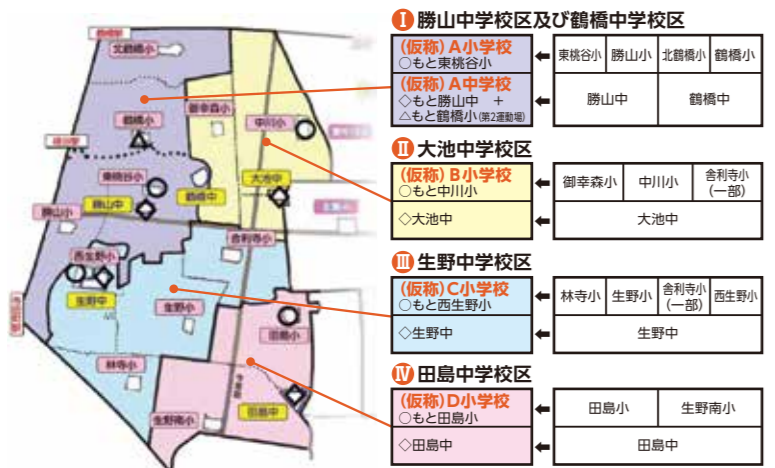 北鶴橋小
御幸森小
中川小
鶴橋小
東桃谷小
勝山中
鶴橋中
大池中
勝山小
西生野小
舎利寺小
生野中
生野小
田島小
林寺小
生野南小
田島中
Ⅰ 勝山中学校区及び鶴橋中学校区
(仮称)A小学校
○もと東桃谷小
東桃谷小 勝山小 北鶴橋小 鶴橋小
(仮称)A中学校
◇もと勝山中 +
△もと鶴橋小(第2運動場)
勝山中 鶴橋中
Ⅱ 大池中学校区
(仮称)B小学校
○もと中川小
御幸森小 中川小 舎利寺小
(一部)
◇大池中
大池中
Ⅲ 生野中学校区
(仮称)C小学校
○もと西生野小
林寺小 生野小 舎利寺小
(一部) 西生野小
◇生野中
生野中
Ⅳ 田島中学校区
(仮称)D小学校
○もと田島小
田島小 生野南小
◇田島中
田島中